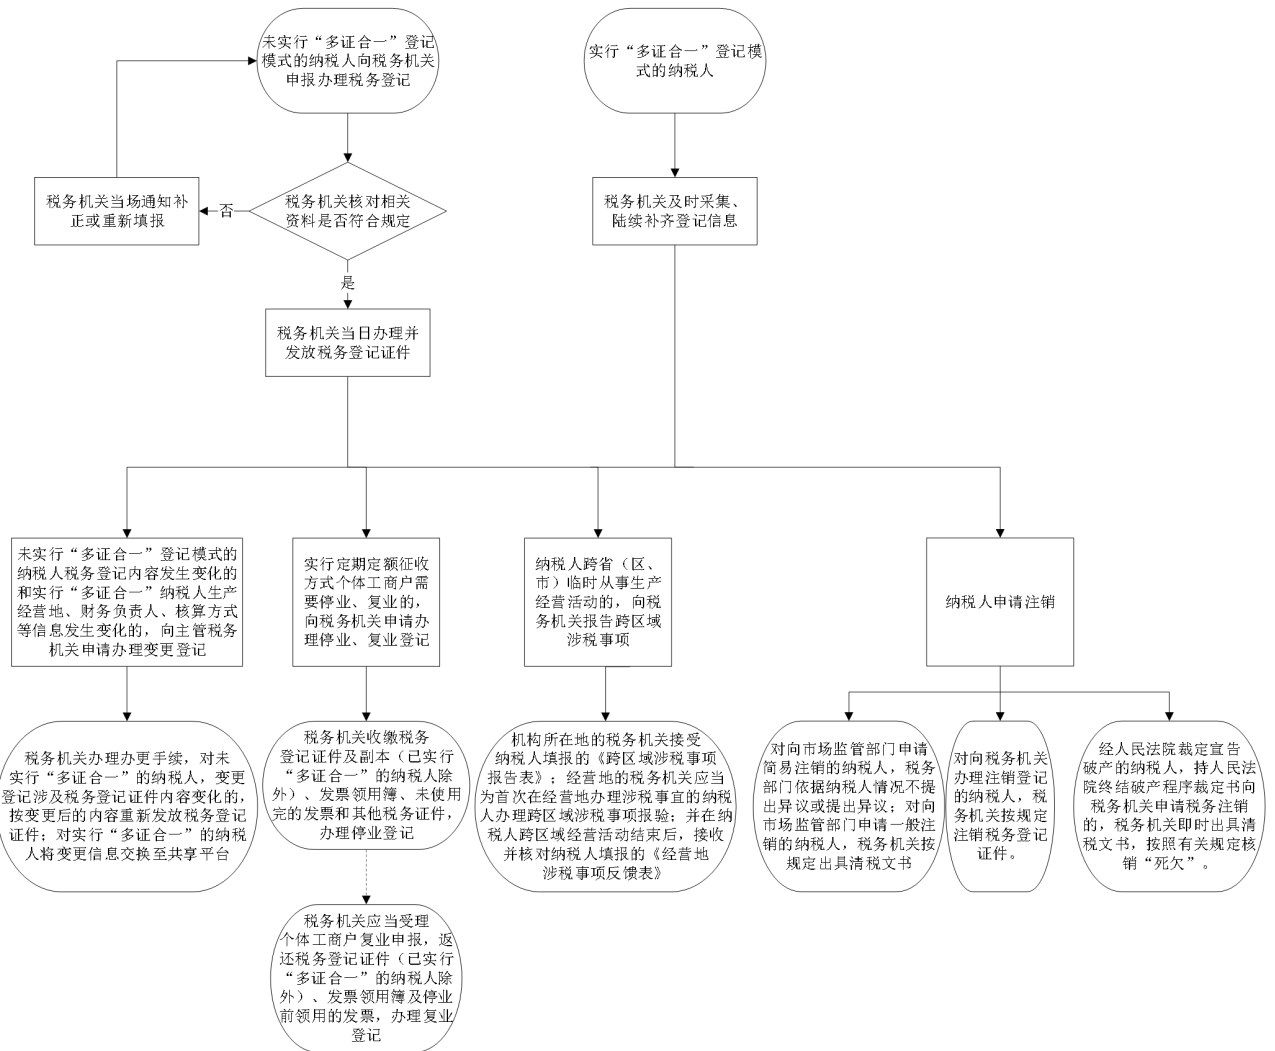 未实行“多证合一”登记
模式的纳税人向税务机关
申报办理税务登记
实行“多证合一”登记模
式的纳税人
税务机关当场通知补
正或重新填报
否
税务机关核对相关
资料是否符合规定
税务机关及时采集、
陆续补齐登记信息
是
税务机关当日办理并
发放税务登记证件
未实行“多证合一”登记模式的
纳税人税务登记内容发生变化的
和实行“多证合一”纳税人生产
经营地、财务负责人、核算方式
等信息发生变化的，向主管税务
机关申请办理变更登记
实行定期定额征收
方式个体工商户需
要停业、复业的，
向税务机关申请办
理停业、复业登记
纳税人跨省（区、
市）临时从事生产
经营活动的，向税
务机关报告跨区域
涉税事项
纳税人申请注销
税务机关办理办更手续，对未
实行“多证合一”的纳税人，变更
登记涉及税务登记证件内容变化的，
按变更后的内容重新发放税务登记
证件；对实行“多证合一”的纳税
人将变更信息交换至共享平台
税务机关收缴税务
登记证件及副本（已实行
“多证合一”的纳税人除
外）、发票领用簿、未使用
完的发票和其他税务证件，
办理停业登记
机构所在地的税务机关接受
纳税人填报的《跨区域涉税事项
报告表》；经营地的税务机关应当
为首次在经营地办理涉税事宜的纳税
人办理跨区域涉税事项报验；并在纳
税人跨区域经营活动结束后，接收
并核对纳税人填报的《经营地
涉税事项反馈表》
对向市场监管部门申请
简易注销的纳税人，税务
部门依据纳税人情况不提
出异议或提出异议；对向
市场监管部门申请一般注
销的纳税人，税务机关按
规定出具清税文书
对向税务机关
办理注销登记
的纳税人，税
务机关按规定
注销税务登记
证件。
经人民法院裁定宣告
破产的纳税人，持人民法
院终结破产程序裁定书向
税务机关申请税务注销
的，税务机关即时出具清
税文书，按照有关规定核
销“死欠”。
税务机关应当受理
个体工商户复业申报，返
还税务登记证件（已实行
“多证合一”的纳税人除
外）、发票领用簿及停业
前领用的发票，办理复业
登记